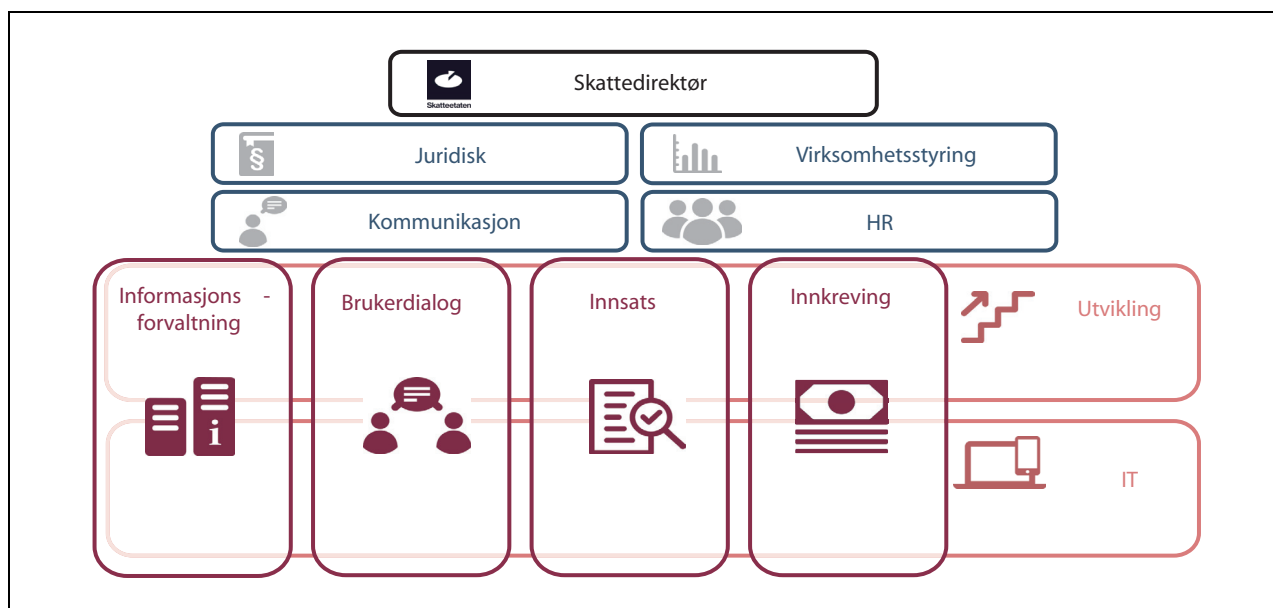 Skatteetaten
Skattedirektør
§
Juridisk
Virksomhetsstyring
Kommunikasjon
HR
Informasjons -
forvaltning
Brukerdialog
Innsats
Innkreving
Utvikling
i
IT